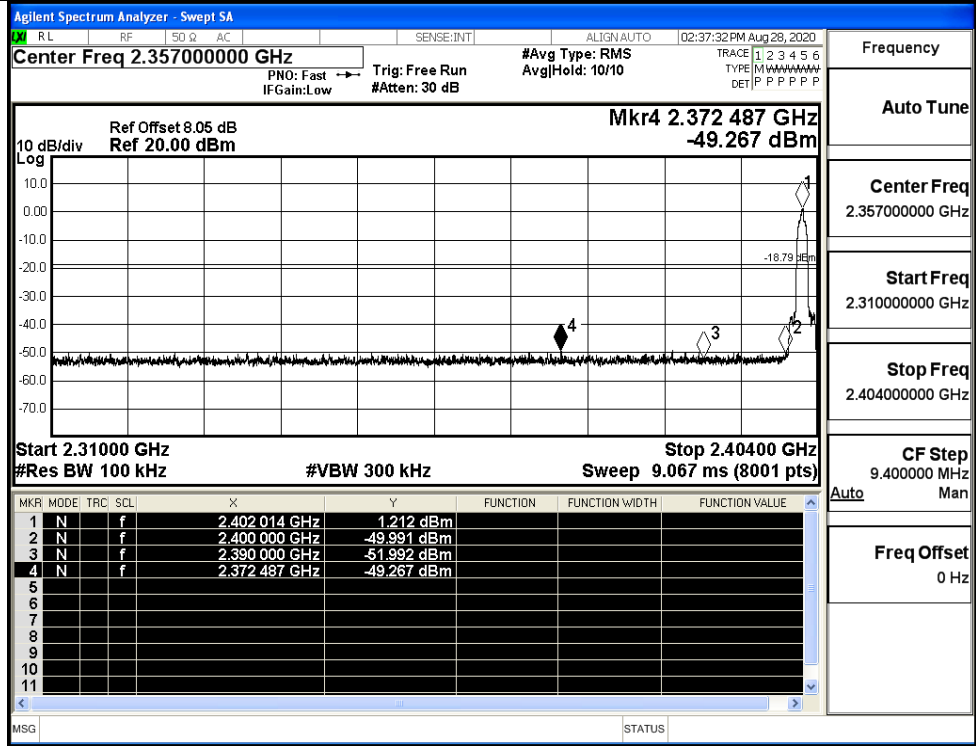 Agilent Spectrum Analyzer - Swept SA
LXI RL RF 50 Ω AC SENSE:INT ALIGNAUTO 02:37:32 PM Aug 28, 2020
Center Freq 2.357000000 GHz
PNO: Fast
IFGain:Low
Trig: Free Run
#Atten: 30 dB
#Avg Type: RMS
Avg|Hold: 10/10
TRACE 1 2 3 4 5 6
TYPE M WWWWW
DET P P P P P P
Ref Offset 8.05 dB
Ref 20.00 dBm
10 dB/div
Log
Mkr4 2.372 487 GHz
-49.267 dBm
10.0
0.00
-10.0
-20.0
-30.0
-40.0
-50.0
-60.0
-70.0
1
-18.79 dBm
4
3
2
Start 2.31000 GHz
Stop 2.40400 GHz
#Res BW 100 kHz
#VBW 300 kHz
Sweep 9.067 ms (8001 pts)
MKR MODE TRC SCL X Y FUNCTION FUNCTION WIDTH FUNCTION VALUE
1 N f 2.402 014 GHz 1.212 dBm
2 N f 2.400 000 GHz -49.991 dBm
3 N f 2.390 000 GHz -51.992 dBm
4 N f 2.372 487 GHz -49.267 dBm
5
6
7
8
9
10
11
MSG
STATUS
Frequency
Auto Tune
Center Freq
2.357000000 GHz
Start Freq
2.310000000 GHz
Stop Freq
2.404000000 GHz
CF Step
9.400000 MHz
Auto Man
Freq Offset
0 Hz